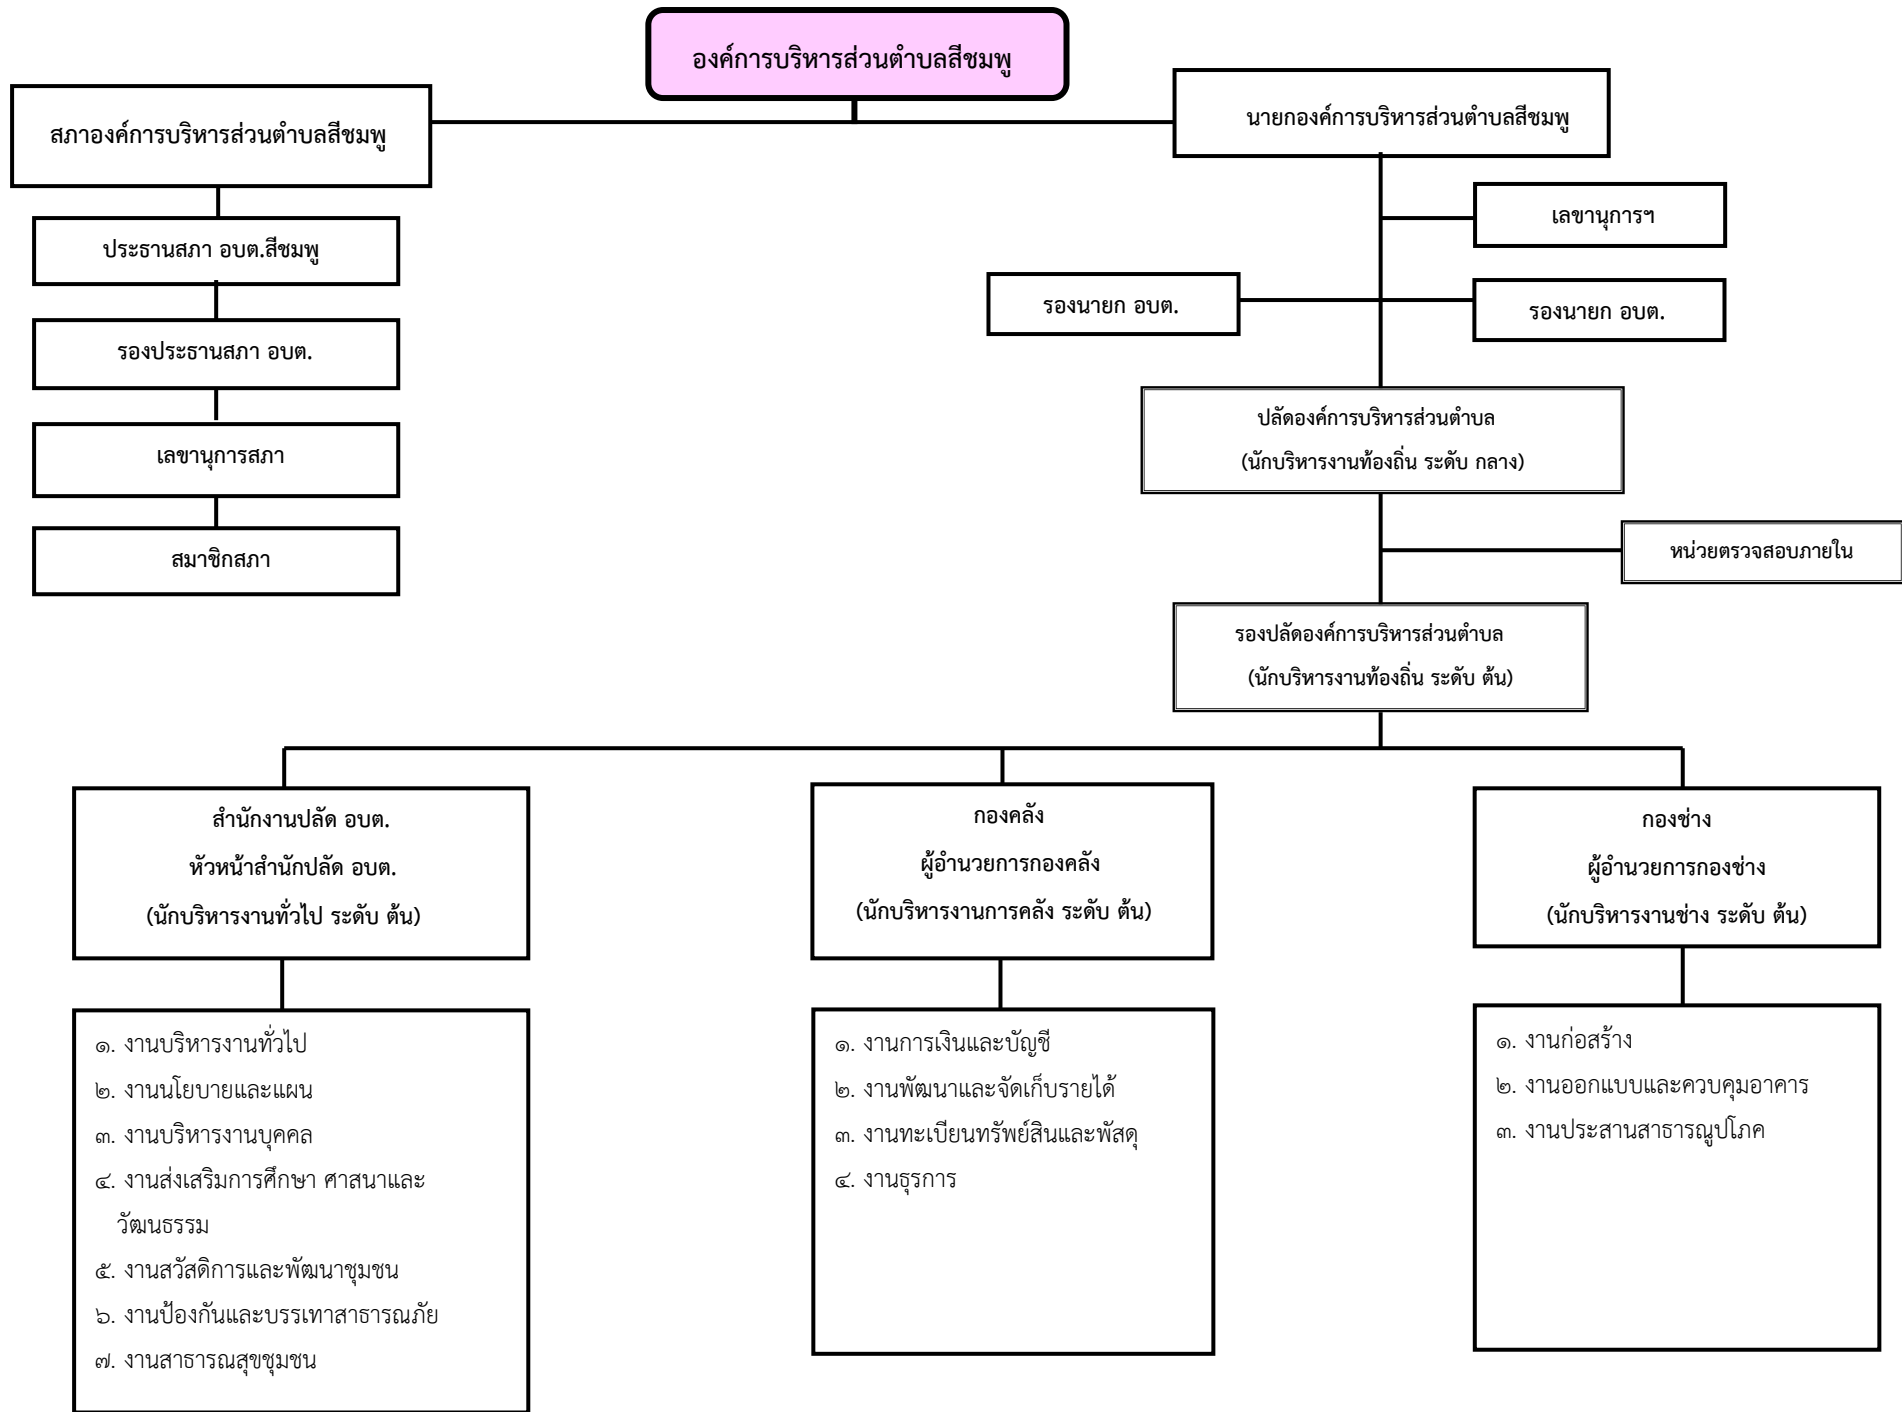 องค์การบริหารส่วนตำบลสีชมพู
สภาองค์การบริหารส่วนตำบลสีชมพู
นายกองค์การบริหารส่วนตำบลสีชมพู
ประธานสภา อบต.สีชมพู
รองประธานสภา อบต.
เลขานุการสภา
สมาชิกสภา
เลขานุการฯ
รองนายก อบต.
รองนายก อบต.
ปลัดองค์การบริหารส่วนตำบล
(นักบริหารงานท้องถิ่น ระดับ กลาง)
หน่วยตรวจสอบภายใน
รองปลัดองค์การบริหารส่วนตำบล
(นักบริหารงานท้องถิ่น ระดับ ต้น)
สำนักงานปลัด อบต.
หัวหน้าสำนักปลัด อบต.
(นักบริหารงานทั่วไป ระดับ ต้น)
กองคลัง
ผู้อำนวยการกองคลัง
(นักบริหารงานการคลัง ระดับ ต้น)
กองช่าง
ผู้อำนวยการกองช่าง
(นักบริหารงานช่าง ระดับ ต้น)
๑. งานบริหารงานทั่วไป
๒. งานนโยบายและแผน
๓. งานบริหารงานบุคคล
๔. งานส่งเสริมการศึกษา ศาสนาและ
วัฒนธรรม
๕. งานสวัสดิการและพัฒนาชุมชน
๖. งานป้องกันและบรรเทาสาธารณภัย
๗. งานสาธารณสุขชุมชน
๑. งานการเงินและบัญชี
๒. งานพัฒนาและจัดเก็บรายได้
๓. งานทะเบียนทรัพย์สินและพัสดุ
๔. งานธุรการ
๑. งานก่อสร้าง
๒. งานออกแบบและควบคุมอาคาร
๓. งานประสานสาธารณูปโภค